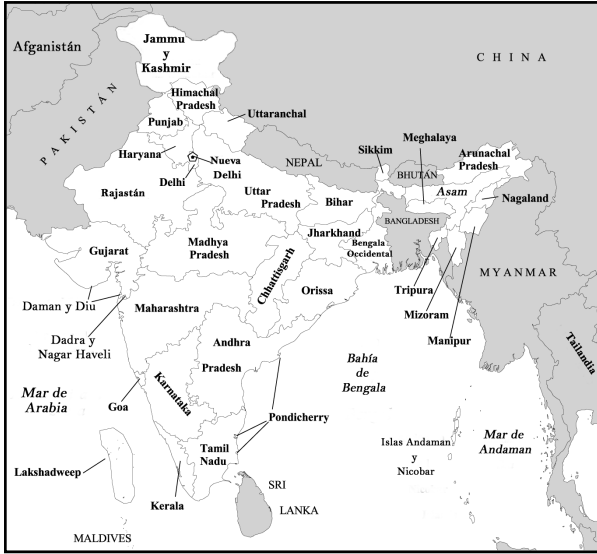 Afganistán
Jammu
y
Kashmir
CHINA
PAKISTÁN
Himachal
Pradesh
Punjab
Uttaranchal
Haryana
Nueva
Delhi
Delhi
NEPAL
Sikkim
Meghalaya
BHUTÁN
Arunachal
Pradesh
Asam
Nagaland
Rajastán
Uttar
Pradesh
Bihar
BANGLADESH
Jharkhand
Bengala
Occidental
Gujarat
Madhya
Pradesh
Chhattisgarh
Orissa
MYANMAR
Tripura
Mizoram
Manipur
Daman y Diu
Dadra y
Nagar Haveli
Maharashtra
Andhra
Pradesh
Tailandia
Mar de
Arabia
Goa
Karnataka
Bahía
de
Bengala
Pondicherry
Islas Andaman
y
Nicobar
Mar de
Andaman
Lakshadweep
Tamil
Nadu
Kerala
SRI
LANKA
MALDIVES